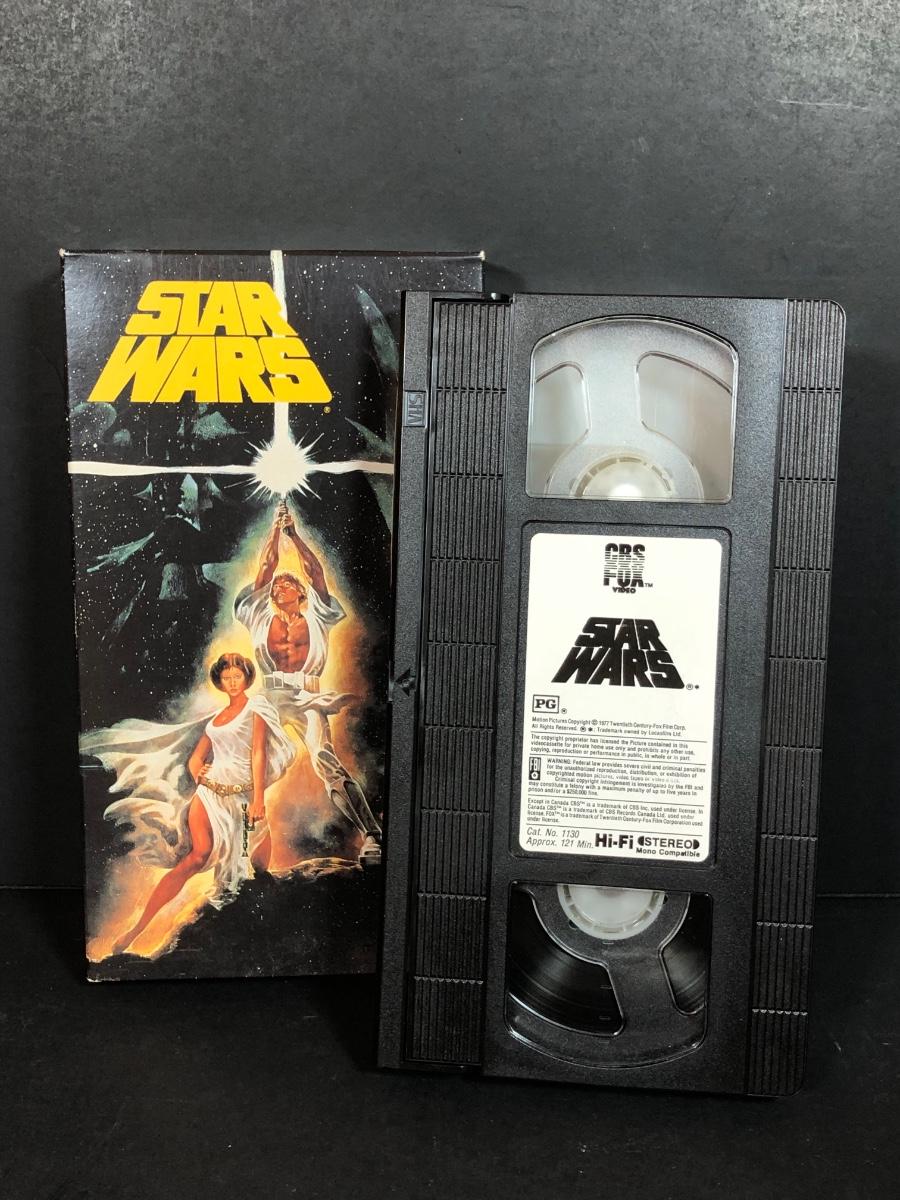 STAR
WARS®
VHS
CBS
FOX™
VIDEO
STAR
WARS®*
PG ®
Motion Pictures Copyright © 1977 Twentieth Century-Fox Film Corp.
All Rights Reserved. ® *: Trademark owned by Lucasfilm Ltd.
The copyright proprietor has licensed the Picture contained in this
videocassette for private home use only and prohibits any other use,
copying, reproduction or performance in public, in whole or in part.
FBI
WARNING: Federal law provides severe civil and criminal penalties
for the unauthorized reproduction, distribution, or exhibition of
copyrighted motion pictures, video tapes or video discs.
Criminal copyright infringement is investigated by the FBI and
may constitute a felony with a maximum penalty of up to five years in
prison and/or a $250,000 fine.
Except in Canada CBS™ is a trademark of CBS Inc. used under license. In
Canada CBS™ is a trademark of CBS Records Canada Ltd. used under
license. FOX™ is a trademark of Twentieth Century-Fox Film Corporation used
under license.
Cat. No. 1130
Approx. 121 Min. Hi-Fi STEREO
Mono Compatible